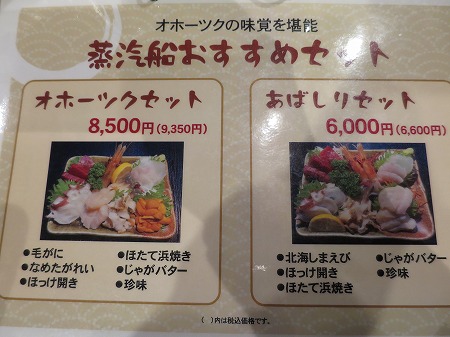 オホーツクの味覚を堪能
蒸汽船おすすめセット
オホーツクセット
8,500円(9,350円)
●毛がに
●なめたがれい
●ほっけ開き
●ほたて浜焼き
●じゃがバター
●珍味
あばしりセット
6,000円(6,600円)
●北海しまえび
●ほっけ開き
●ほたて浜焼き
●じゃがバター
●珍味
( )内は税込価格です。